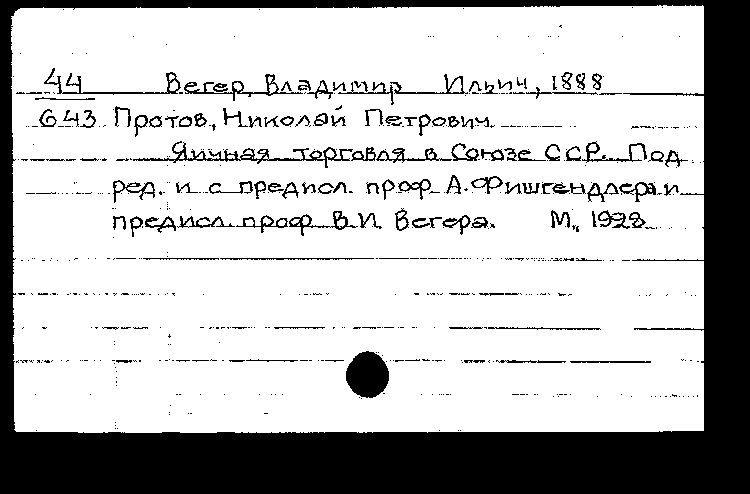 44 Вегер, Владимир Ильич, 1888
643 Протов, Николай Петрович
Яичная торговля в Союзе ССР. Под
ред. и с предисл. проф. А. Фишгендлера и
предисл. проф. В.И. Вегера. М., 1928